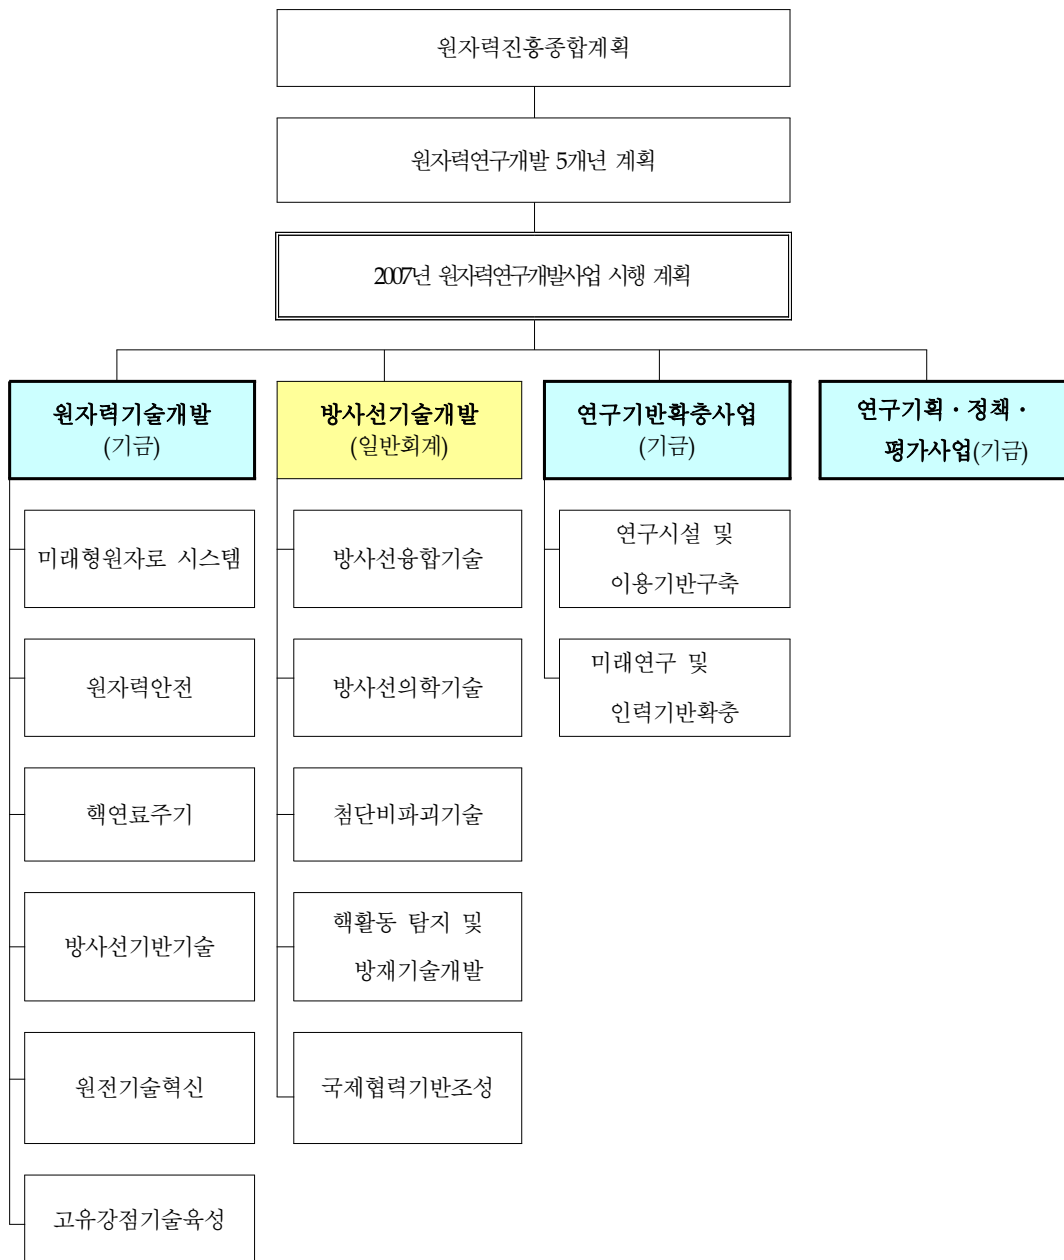 원자력진흥종합계획
원자력연구개발 5개년 계획
2007년 원자력연구개발사업 시행 계획
원자력기술개발
(기금)
미래형원자로 시스템
원자력안전
핵연료주기
방사선기반기술
원전기술혁신
고유강점기술육성
방사선기술개발
(일반회계)
방사선융합기술
방사선의학기술
첨단비파괴기술
핵활동 탐지 및
방재기술개발
국제협력기반조성
연구기반확충사업
(기금)
연구시설 및
이용기반구축
미래연구 및
인력기반확충
연구기획・정책・
평가사업(기금)